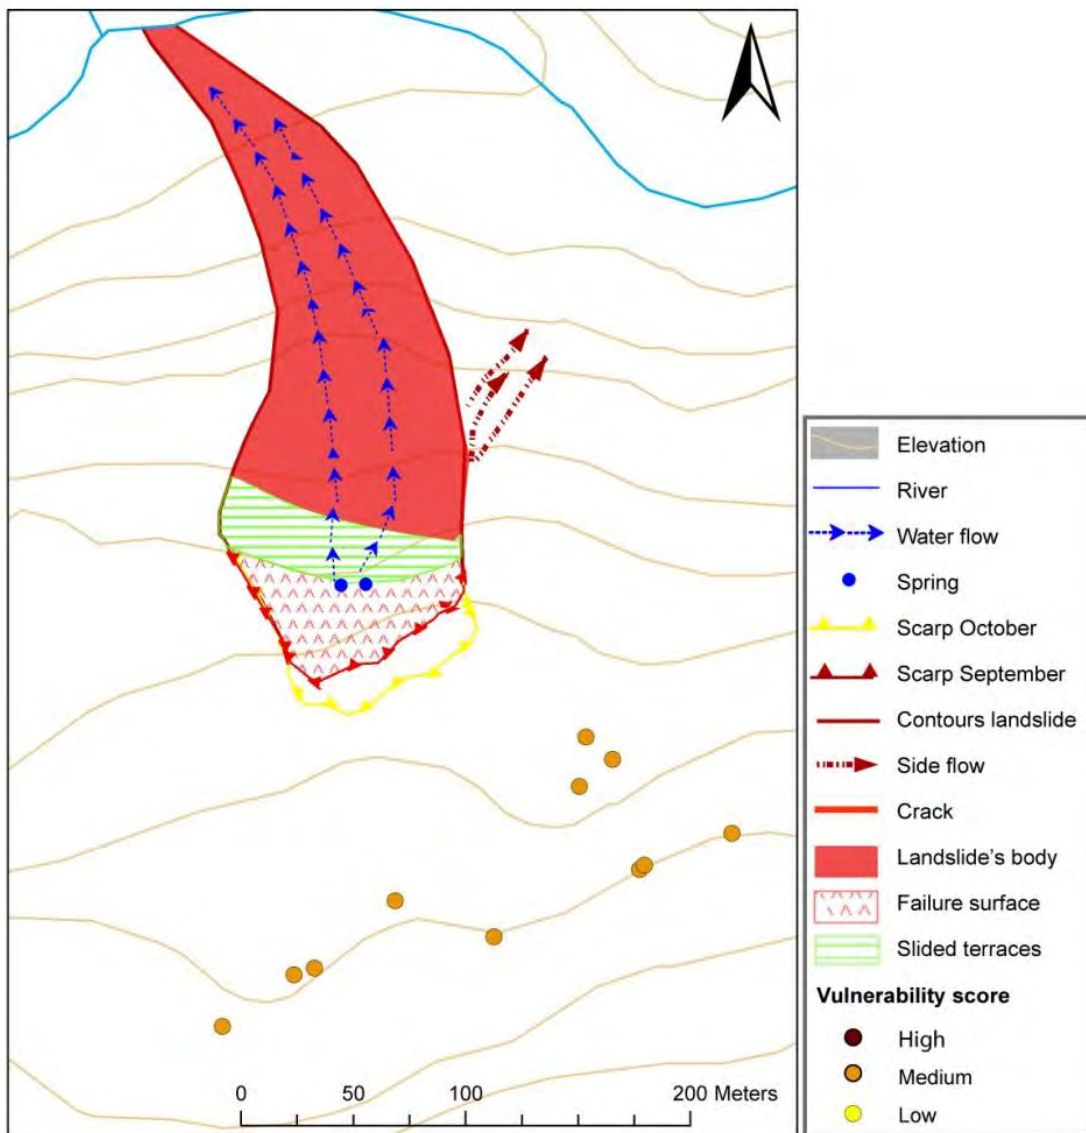 Elevation
River
Water flow
Spring
Scarp October
Scarp September
Contours landslide
Side flow
Crack
Landslide's body
Failure surface
Slided terraces
Vulnerability score
High
Medium
Low
0 50 100 200 Meters